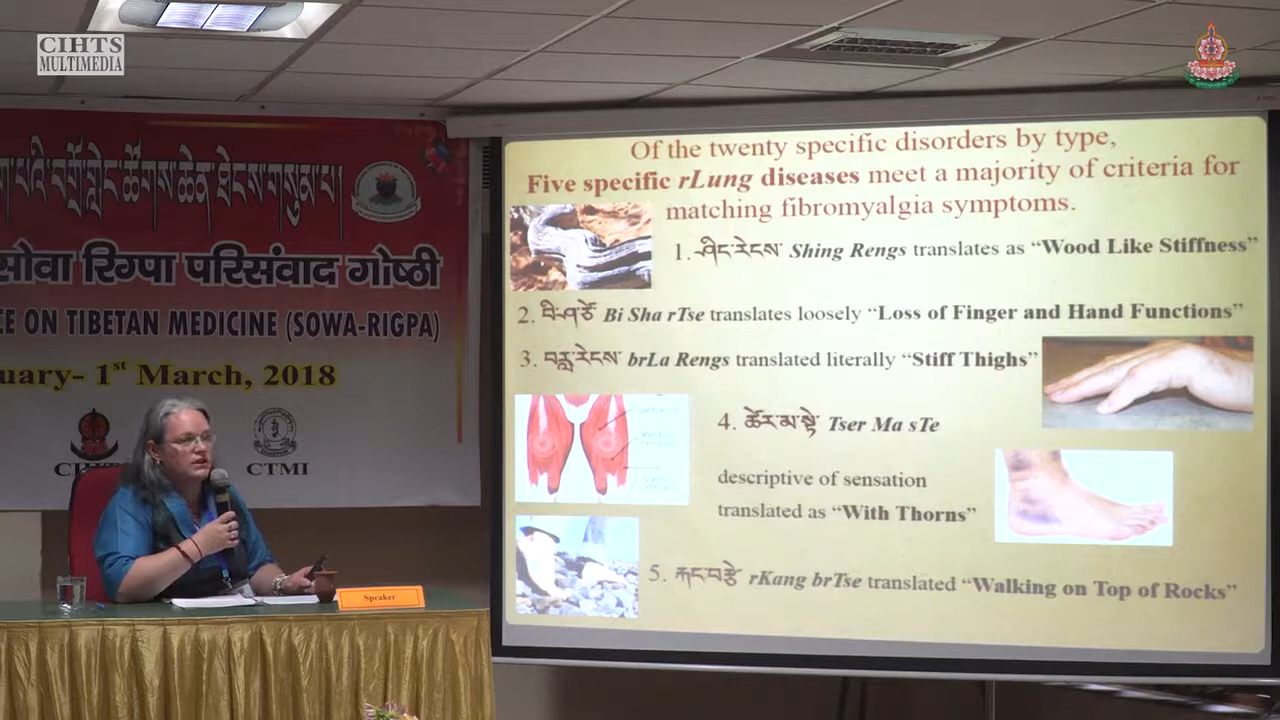 CIHTS
MULTIMEDIA
सोवा रिग्पा परिसंवाद गोष्ठी
CE ON TIBETAN MEDICINE (SOWA-RIGPA)
uary- 1st March, 2018
CTMI
Speaker
Of the twenty specific disorders by type,
Five specific rLung diseases meet a majority of criteria for
matching fibromyalgia symptoms.
1. ཤིང་རེངས་ Shing Rengs translates as “Wood Like Stiffness”
2. བི་ཤ་རྩེ་ Bi Sha rTse translates loosely “Loss of Finger and Hand Functions”
3. བརླ་རེངས་ brLa Rengs translated literally “Stiff Thighs”
4. ཚེར་མ་སྟེ་ Tser Ma sTe
descriptive of sensation
translated as “With Thorns”
5. རྐང་བརྩེ་ rKang brTse translated “Walking on Top of Rocks”